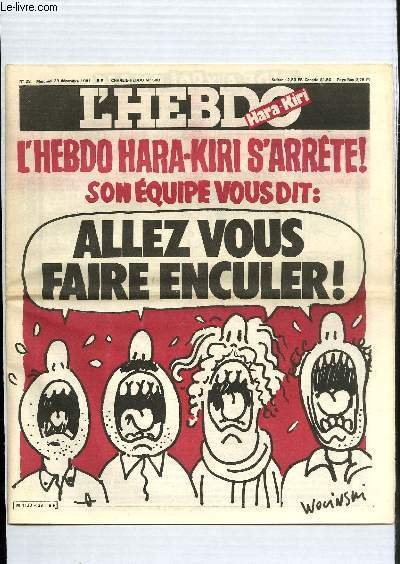 www.le-livre.com
L'HEBDO
Hara-Kiri
L'HEBDO HARA-KIRI S'ARRÊTE!
SON ÉQUIPE VOUS DIT:
ALLEZ VOUS
FAIRE ENCULER!
WOLINSKI